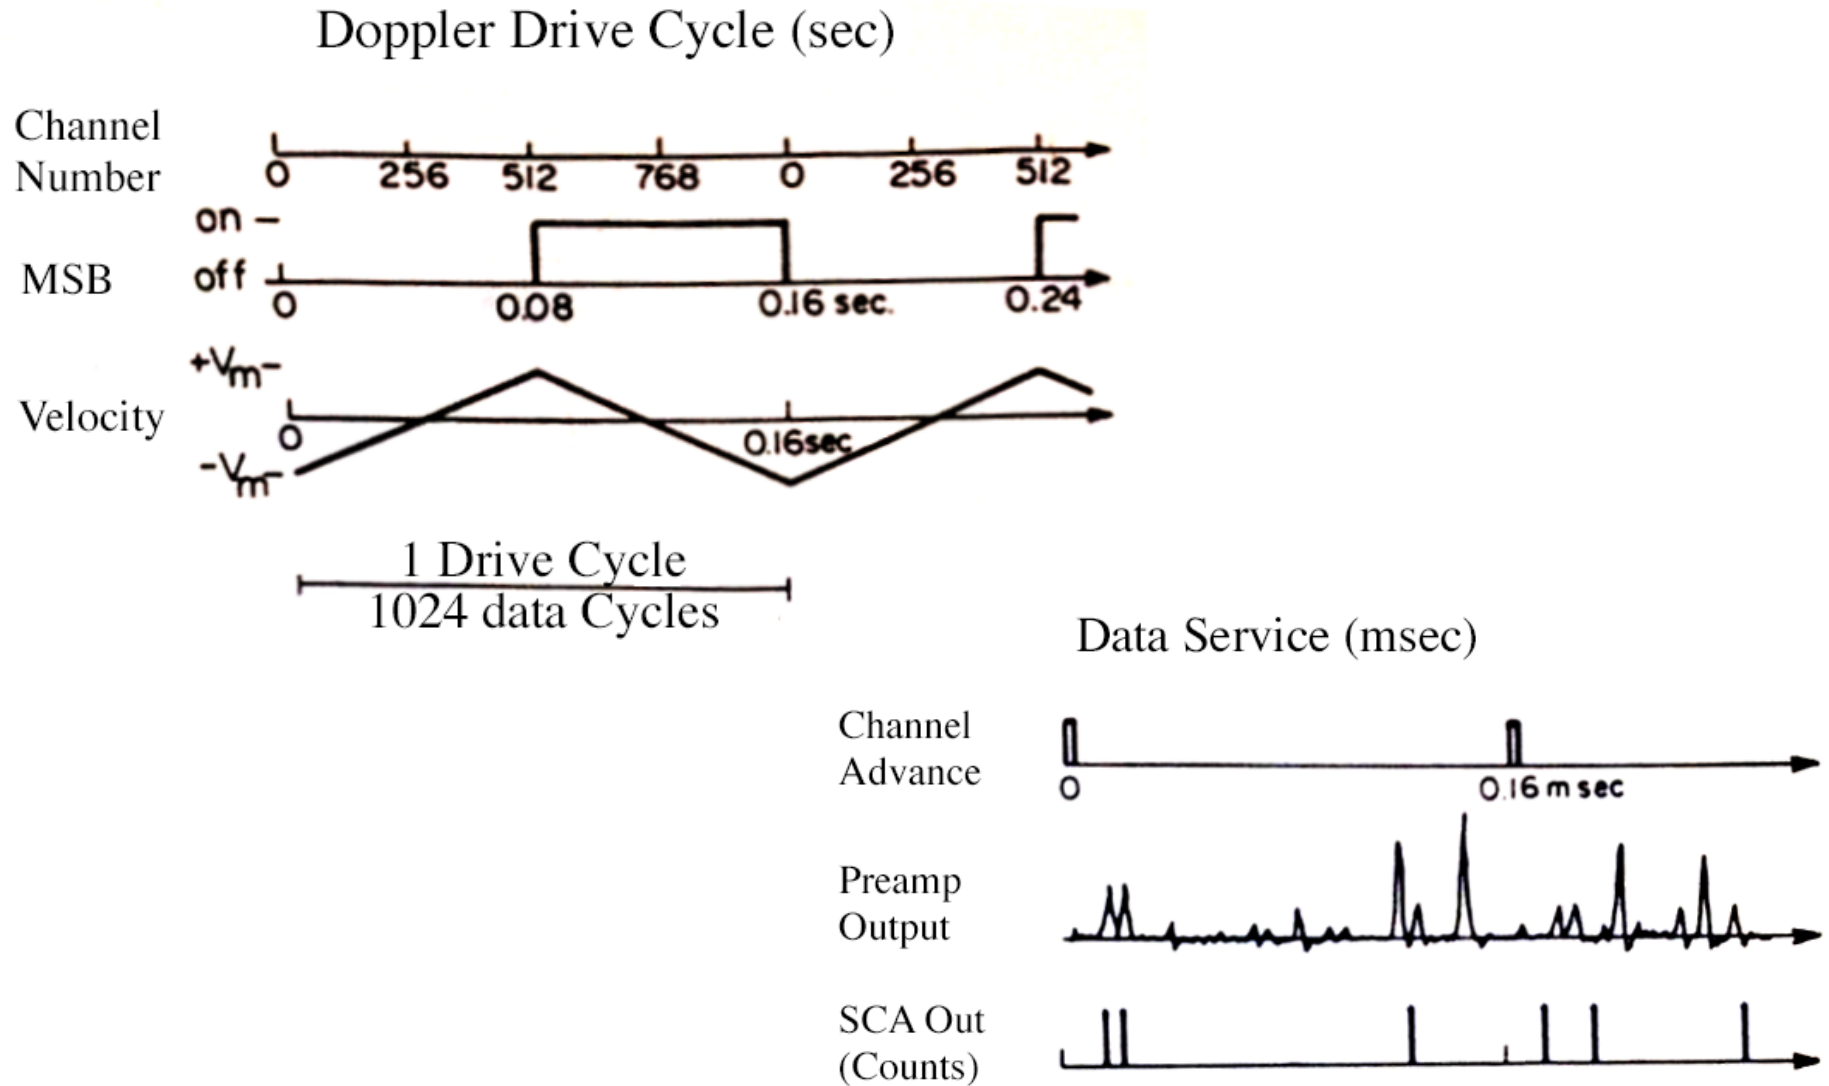 Doppler Drive Cycle (sec)
Channel
Number
0 256 512 768 0 256 512
on
MSB off
0 0.08 0.16 sec. 0.24
+Vm
Velocity
0 0.16sec
-Vm
1 Drive Cycle
1024 data Cycles
Data Service (msec)
Channel
Advance
0 0.16 m sec
Preamp
Output
SCA Out
(Counts)